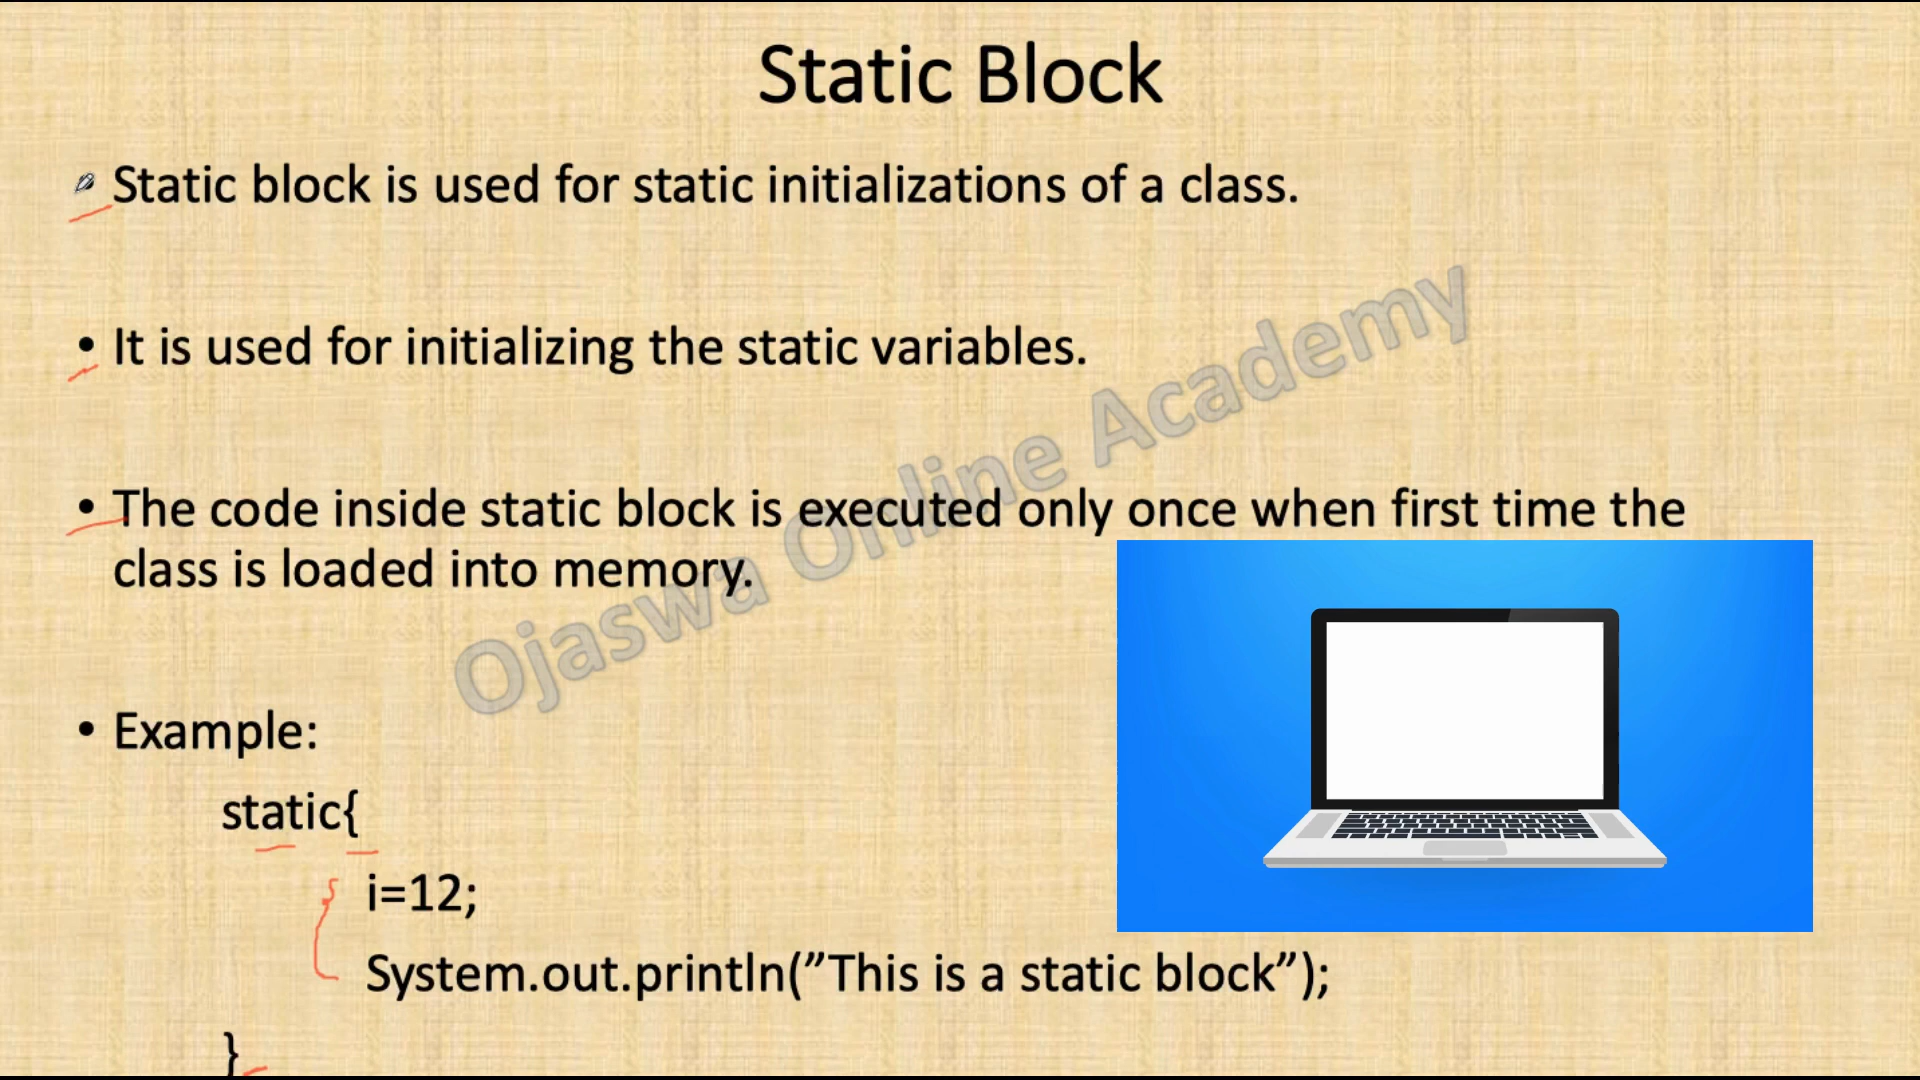 Static Block
Static block is used for static initializations of a class.
• It is used for initializing the static variables.
• The code inside static block is executed only once when first time the
class is loaded into memory.
Ojaswa Online Academy
• Example:
static{
i=12;
System.out.println(”This is a static block”);
}